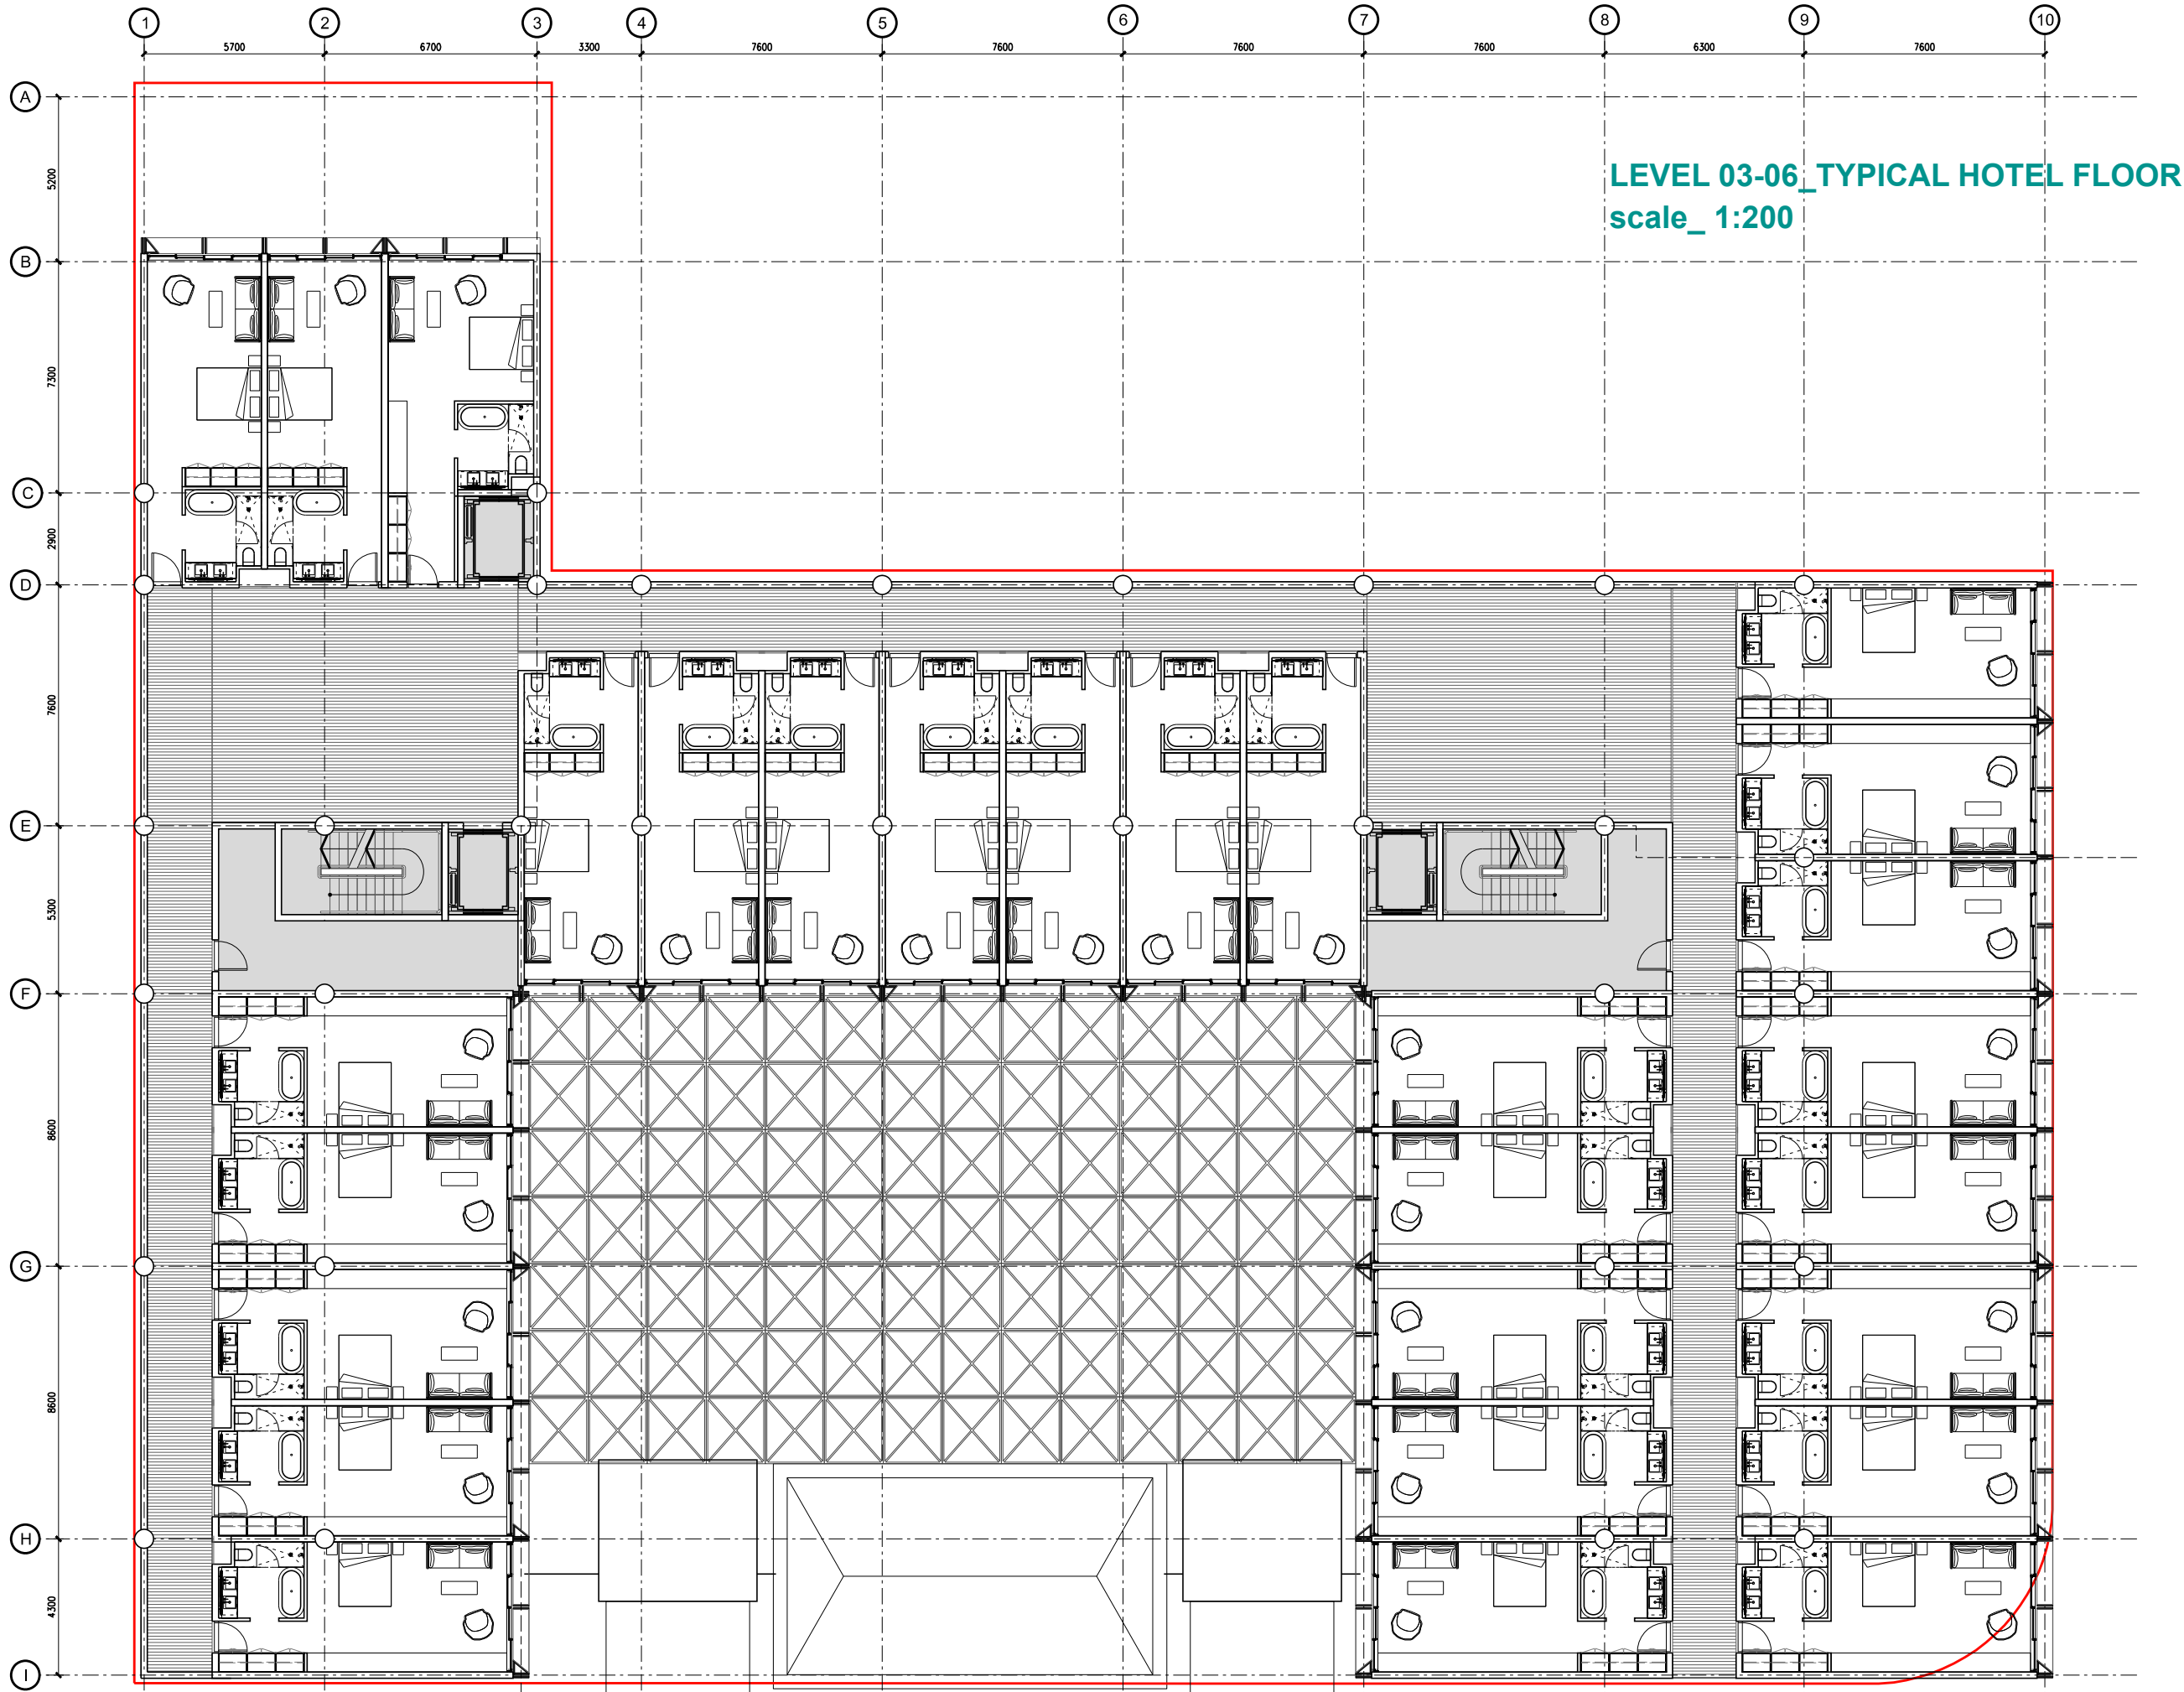 1 2 3 4 5 6 7 8 9 10
5700 6700 3300 7600 7600 7600 7600 6300 7600
A
5200
LEVEL 03-06_TYPICAL HOTEL FLOOR
scale_ 1:200
B
7300
C
2900
D
7600
E
5300
F
8600
G
8600
H
4300
I